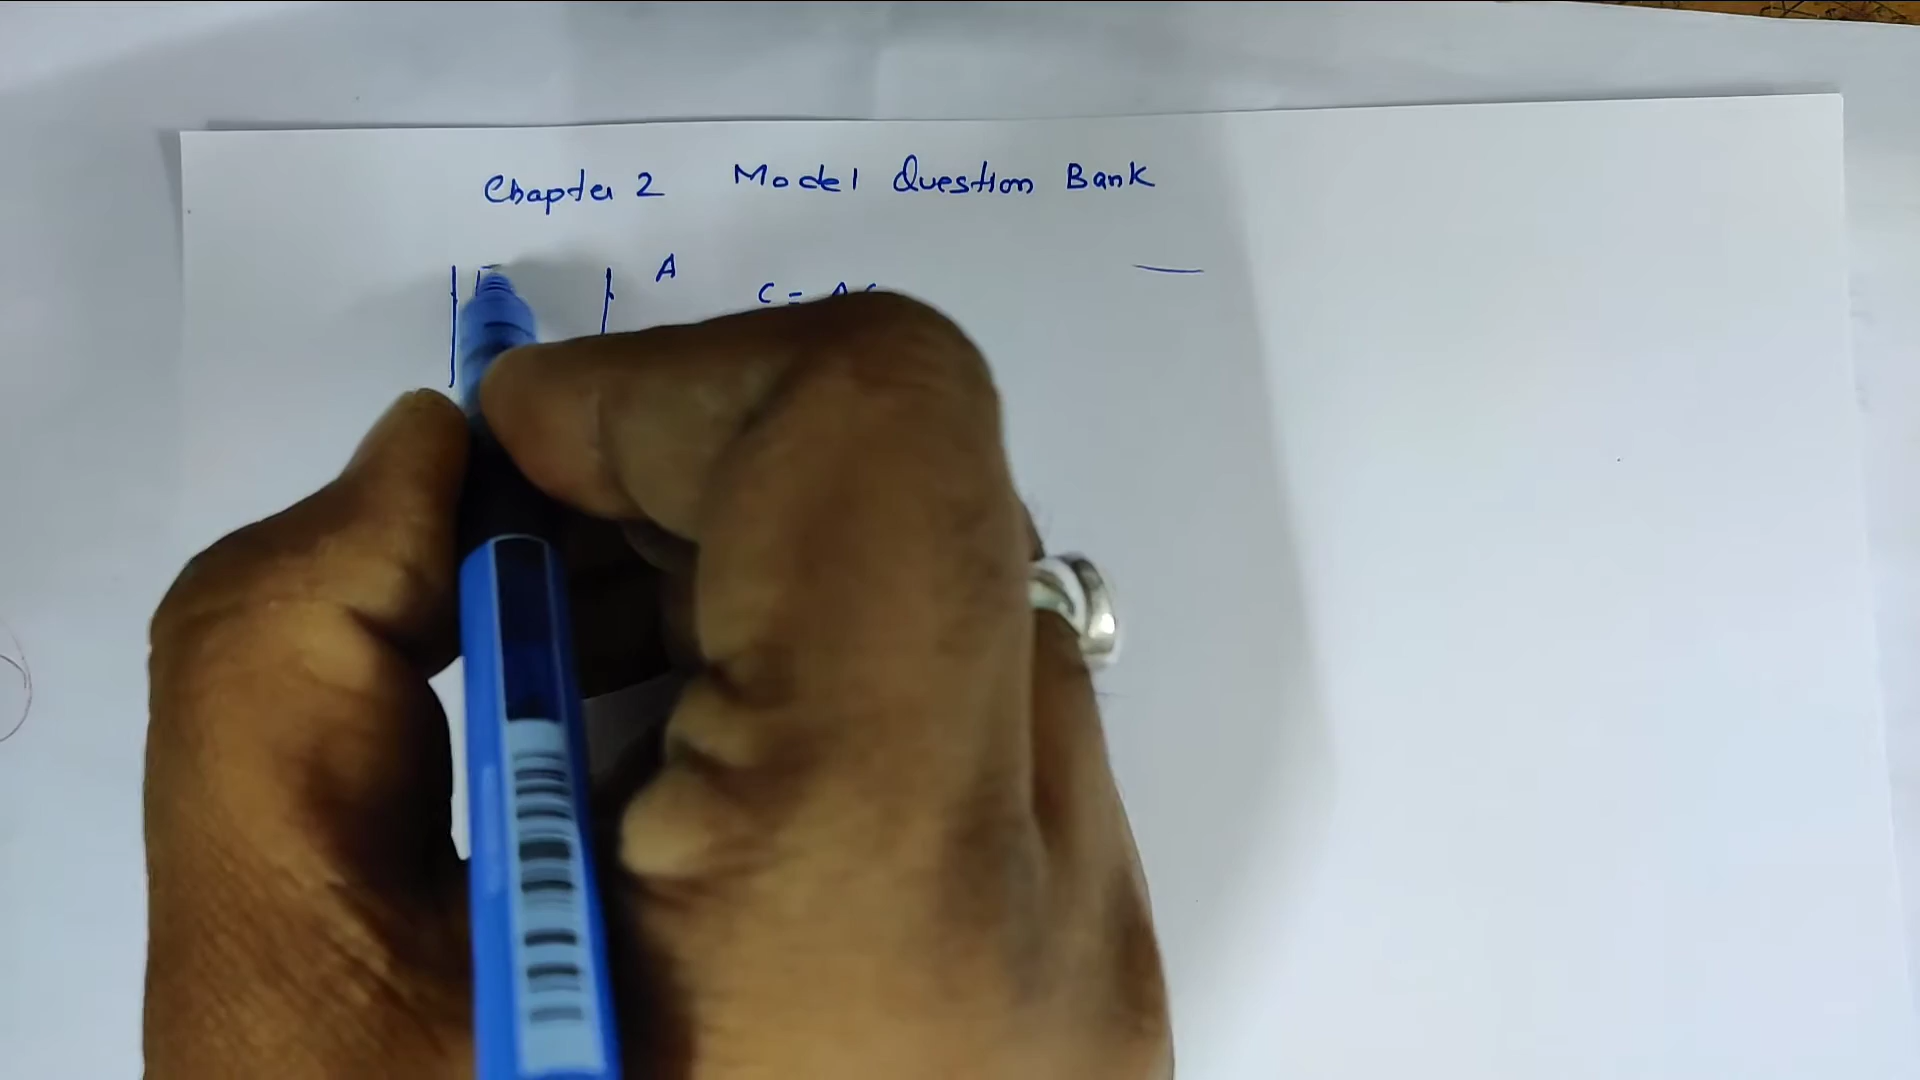 Chapter 2 Model Question Bank
A
C = A